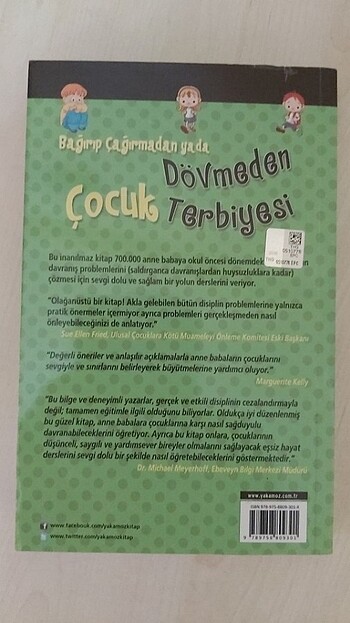 Bağırıp Çağırmadan yada
Dövmeden
Çocuk Terbiyesi
Bu inanılmaz kitap 700.000 anne babaya okul öncesi dönemdek
davranış problemlerini (saldırganca davranışlardan huysuzluklara kadar)
çözmesi için sevgi dolu ve sağlam bir yolun derslerini veriyor.
"Olağanüstü bir kitap! Akla gelebilen bütün disiplin problemlerine yalnızca
pratik önermeler içermiyor ayrıca problemleri gerçekleşmeden nasıl
önleyebileceğinizi de anlatıyor."
Sue Ellen Fried, Ulusal Çocuklara Kötü Muameleyi Önleme Komitesi Eski Başkanı
"Değerli öneriler ve anlaşılır açıklamalarla anne babaların çocuklarını
sevgiyle ve sınırlarını belirleyerek büyütmelerine yardımcı oluyor."
Marguerite Kelly
"Bu bilge ve deneyimli yazarlar, gerçek ve etkili disiplinin cezalandırmayla
değil; tamamen eğitimle ilgili olduğunu biliyorlar. Oldukça iyi düzenlenmiş
bu güzel kitap, anne babalara çocuklarına karşı nasıl sağduyulu
davranabileceklerini öğretiyor. Ayrıca bu kitap onlara, çocuklarının
düşünceli, saygılı ve yardımsever bireyler olmalarını sağlayacak eşsiz hayat
derslerini sevgi dolu bir şekilde nasıl öğretebileceklerini göstermektedir."
Dr. Michael Meyerhoff, Ebeveyn Bilgi Merkezi Müdürü
www.yakamoz.com.tr
www.facebook.com/yakamozkitap
www.twitter.com/yakamozkitap